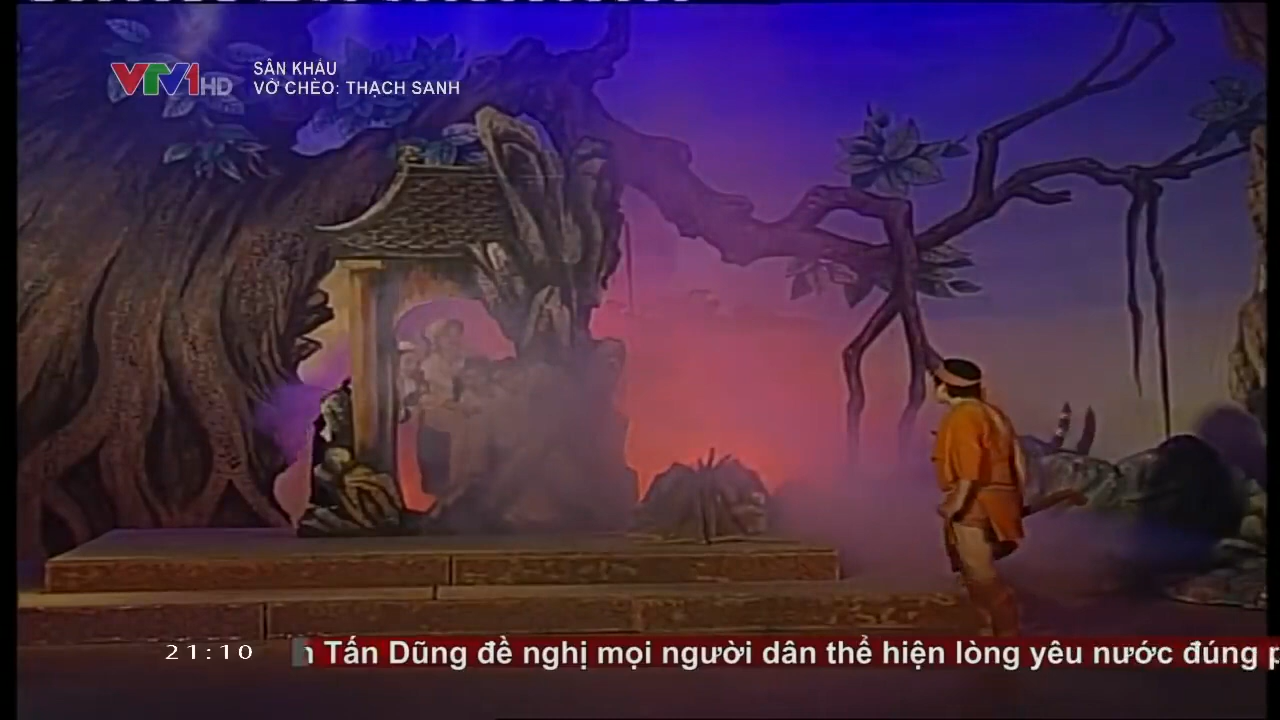 VTV1HD
SÂN KHẤU
VỞ CHÈO: THẠCH SANH
21:10
Tấn Dũng đề nghị mọi người dân thể hiện lòng yêu nước đúng